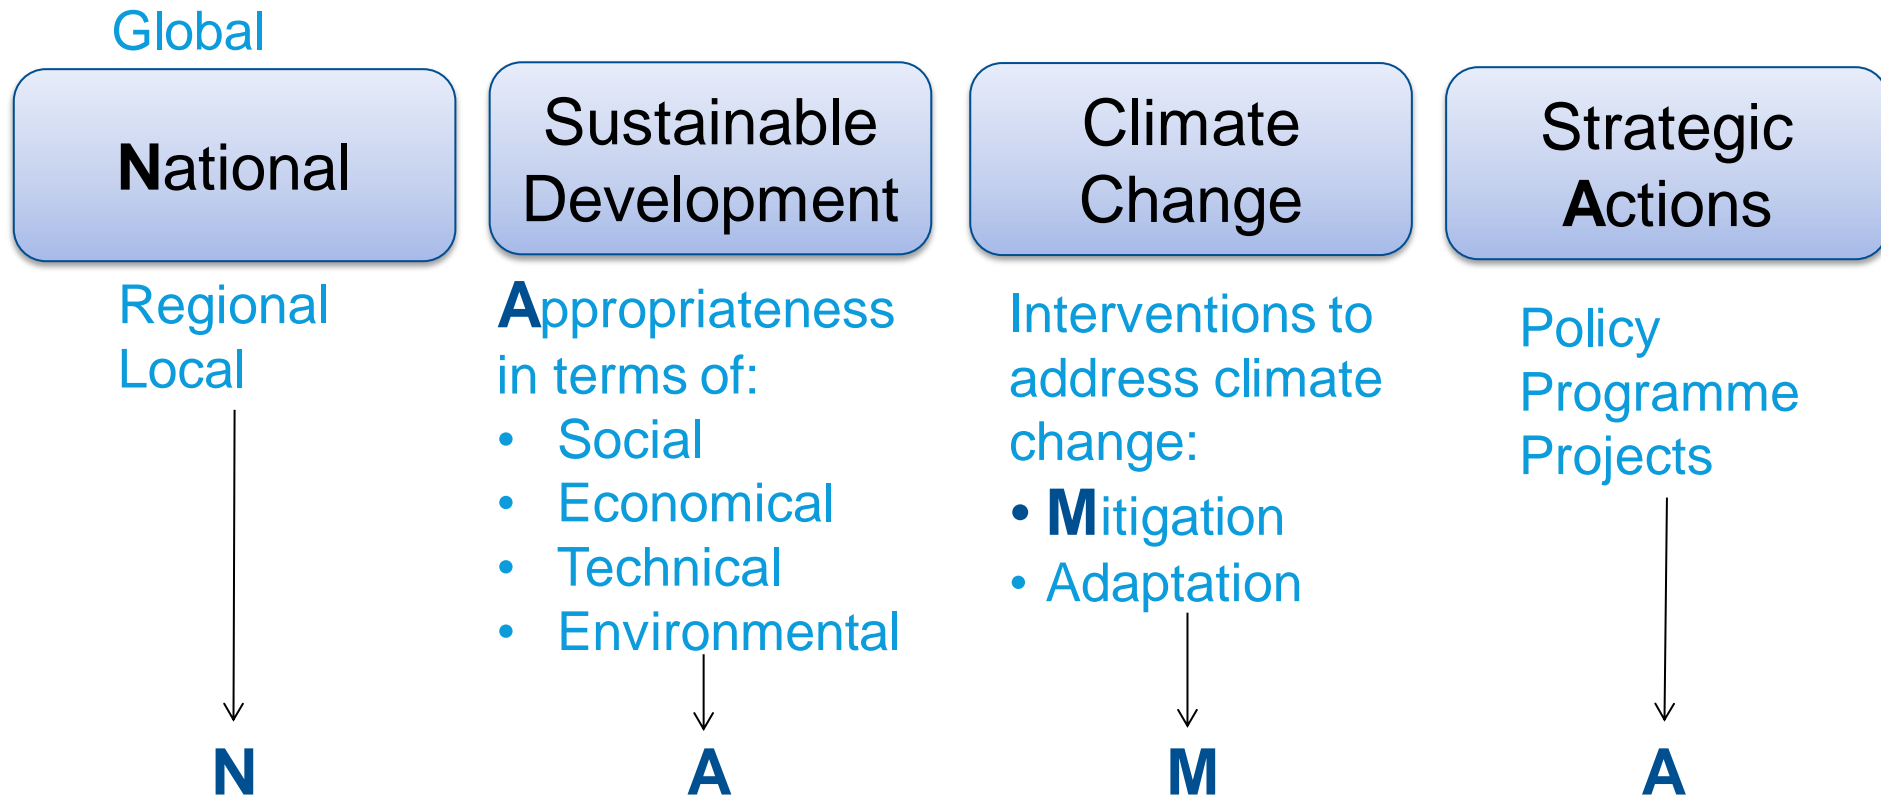 Global
National
Regional
Local
N
Sustainable
Development
Appropriateness
in terms of:
• Social
• Economical
• Technical
• Environmental
A
Climate
Change
Interventions to
address climate
change:
• Mitigation
• Adaptation
M
Strategic
Actions
Policy
Programme
Projects
A